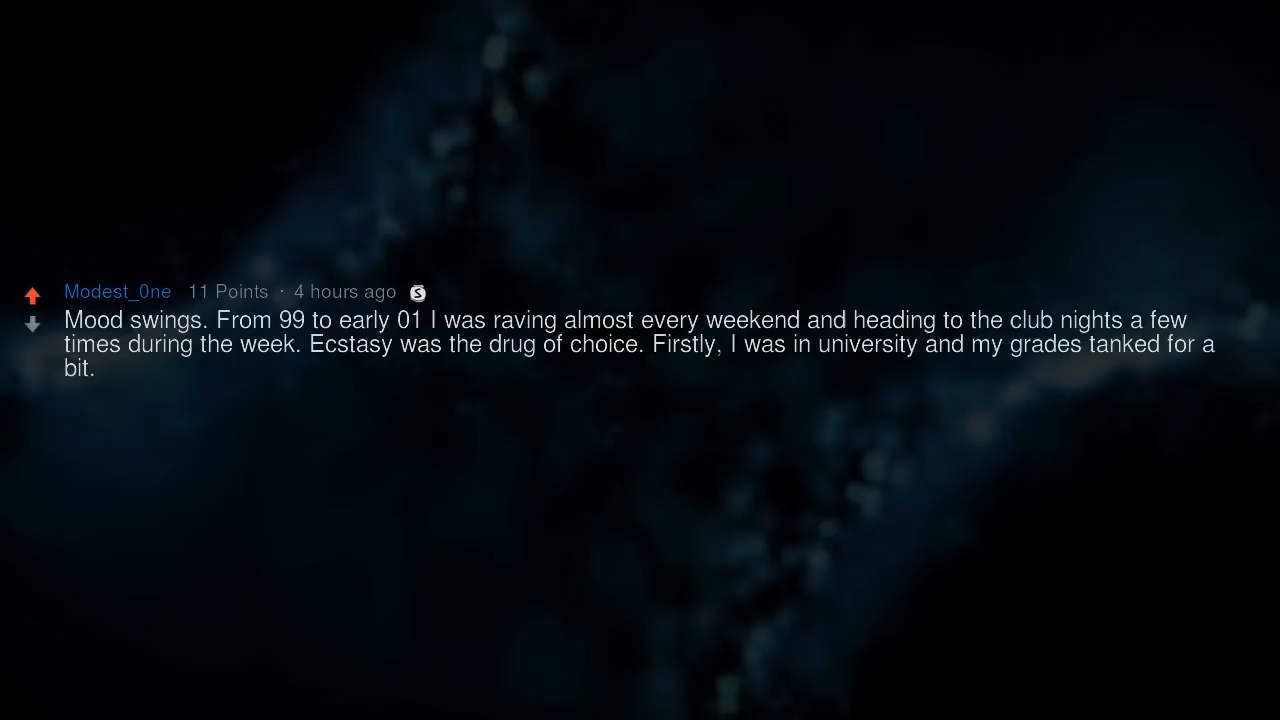 Modest_0ne 11 Points · 4 hours ago S
Mood swings. From 99 to early 01 I was raving almost every weekend and heading to the club nights a few
times during the week. Ecstasy was the drug of choice. Firstly, I was in university and my grades tanked for a
bit.